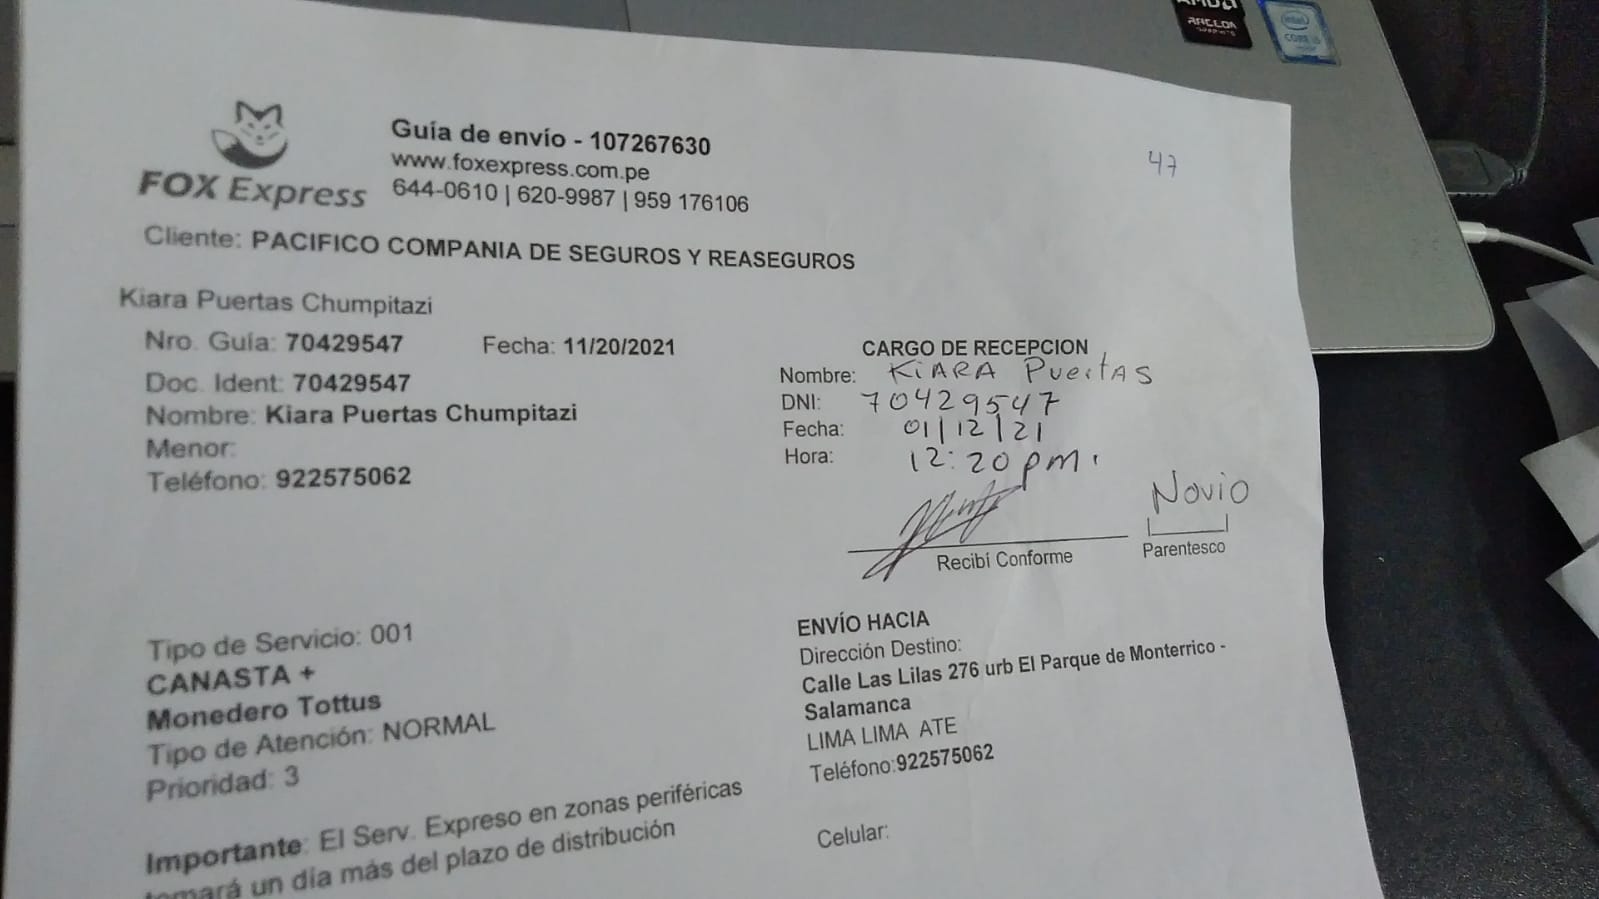 AMD
RADEON
intel
CORE i5
FOX Express
Guía de envío - 107267630
www.foxexpress.com.pe
644-0610 | 620-9987 | 959 176106
47
Cliente: PACIFICO COMPANIA DE SEGUROS Y REASEGUROS
Kiara Puertas Chumpitazi
Nro. Guía: 70429547 Fecha: 11/20/2021
Doc. Ident: 70429547
Nombre: Kiara Puertas Chumpitazi
Menor:
Teléfono: 922575062
CARGO DE RECEPCION
Nombre: KIARA PuertAS
DNI: 70429547
Fecha: 01/12/21
Hora: 12:20 pm.
Novio
Recibí Conforme Parentesco
Tipo de Servicio: 001
CANASTA +
Monedero Tottus
Tipo de Atención: NORMAL
Prioridad: 3
ENVÍO HACIA
Dirección Destino:
Calle Las Lilas 276 urb El Parque de Monterrico -
Salamanca
LIMA LIMA ATE
Teléfono:922575062
Celular:
Importante: El Serv. Expreso en zonas periféricas
tomará un día más del plazo de distribución